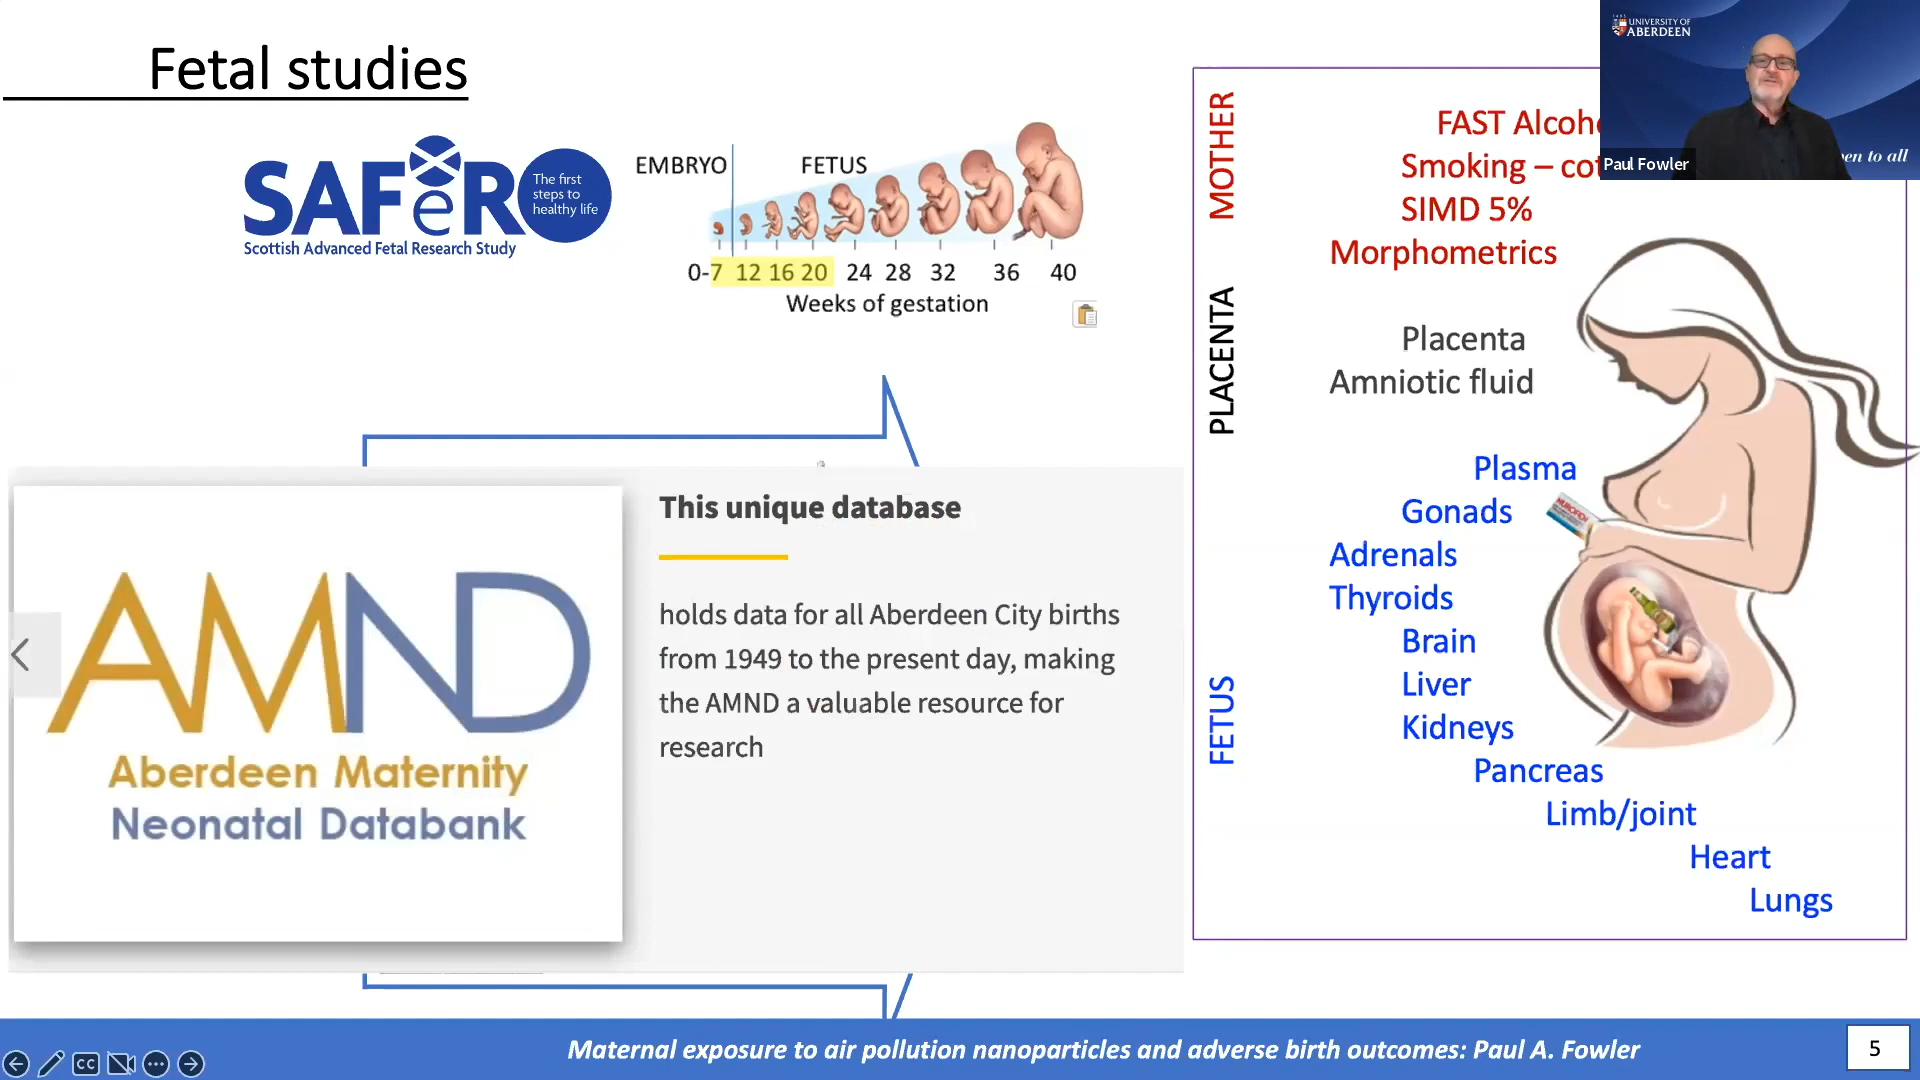 Fetal studies
SAFeR
The first
steps to
healthy life
Scottish Advanced Fetal Research Study
EMBRYO
FETUS
0-7 12 16 20 24 28 32 36 40
Weeks of gestation
AMND
Aberdeen Maternity
Neonatal Databank
This unique database
holds data for all Aberdeen City births
from 1949 to the present day, making
the AMND a valuable resource for
research
MOTHER
FAST
Smoking –
SIMD 5%
Morphometrics
PLACENTA
Placenta
Amniotic fluid
FETUS
Plasma
Gonads
Adrenals
Thyroids
Brain
Liver
Kidneys
Pancreas
Limb/joint
Heart
Lungs
NUROFEN
UNIVERSITY OF
ABERDEEN
to all
Paul Fowler
Maternal exposure to air pollution nanoparticles and adverse birth outcomes: Paul A. Fowler
5
CC